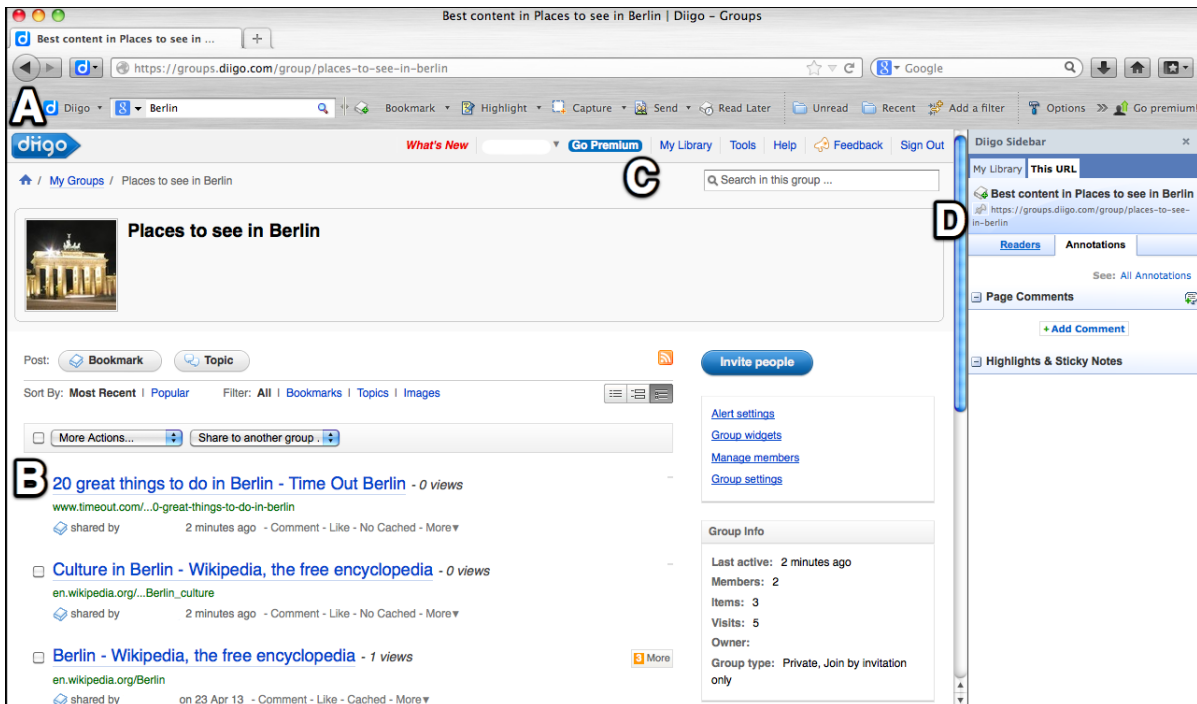 Best content in Places to see in Berlin | Diigo – Groups
Best content in Places to see in ...
https://groups.diigo.com/group/places-to-see-in-berlin
Google
A
Diigo
Berlin
Bookmark
Highlight
Capture
Send
Read Later
Unread
Recent
Add a filter
Options
Go premium!
diigo
What's New
Go Premium
My Library
Tools
Help
Feedback
Sign Out
C
/ My Groups / Places to see in Berlin
Search in this group ...
Places to see in Berlin
Post:
Bookmark
Topic
Sort By: Most Recent | Popular
Filter: All | Bookmarks | Topics | Images
More Actions...
Share to another group .
B
20 great things to do in Berlin - Time Out Berlin - 0 views
www.timeout.com/...0-great-things-to-do-in-berlin
shared by 2 minutes ago - Comment - Like - No Cached - More
Culture in Berlin - Wikipedia, the free encyclopedia - 0 views
en.wikipedia.org/...Berlin_culture
shared by 2 minutes ago - Comment - Like - No Cached - More
Berlin - Wikipedia, the free encyclopedia - 1 views
3 More
en.wikipedia.org/Berlin
shared by on 23 Apr 13 - Comment - Like - Cached - More
Invite people
Alert settings
Group widgets
Manage members
Group settings
Group Info
Last active: 2 minutes ago
Members: 2
Items: 3
Visits: 5
Owner:
Group type: Private, Join by invitation
only
D
Diigo Sidebar
My Library
This URL
Best content in Places to see in Berlin
https://groups.diigo.com/group/places-to-see-
in-berlin
Readers
Annotations
See: All Annotations
Page Comments
+ Add Comment
Highlights & Sticky Notes